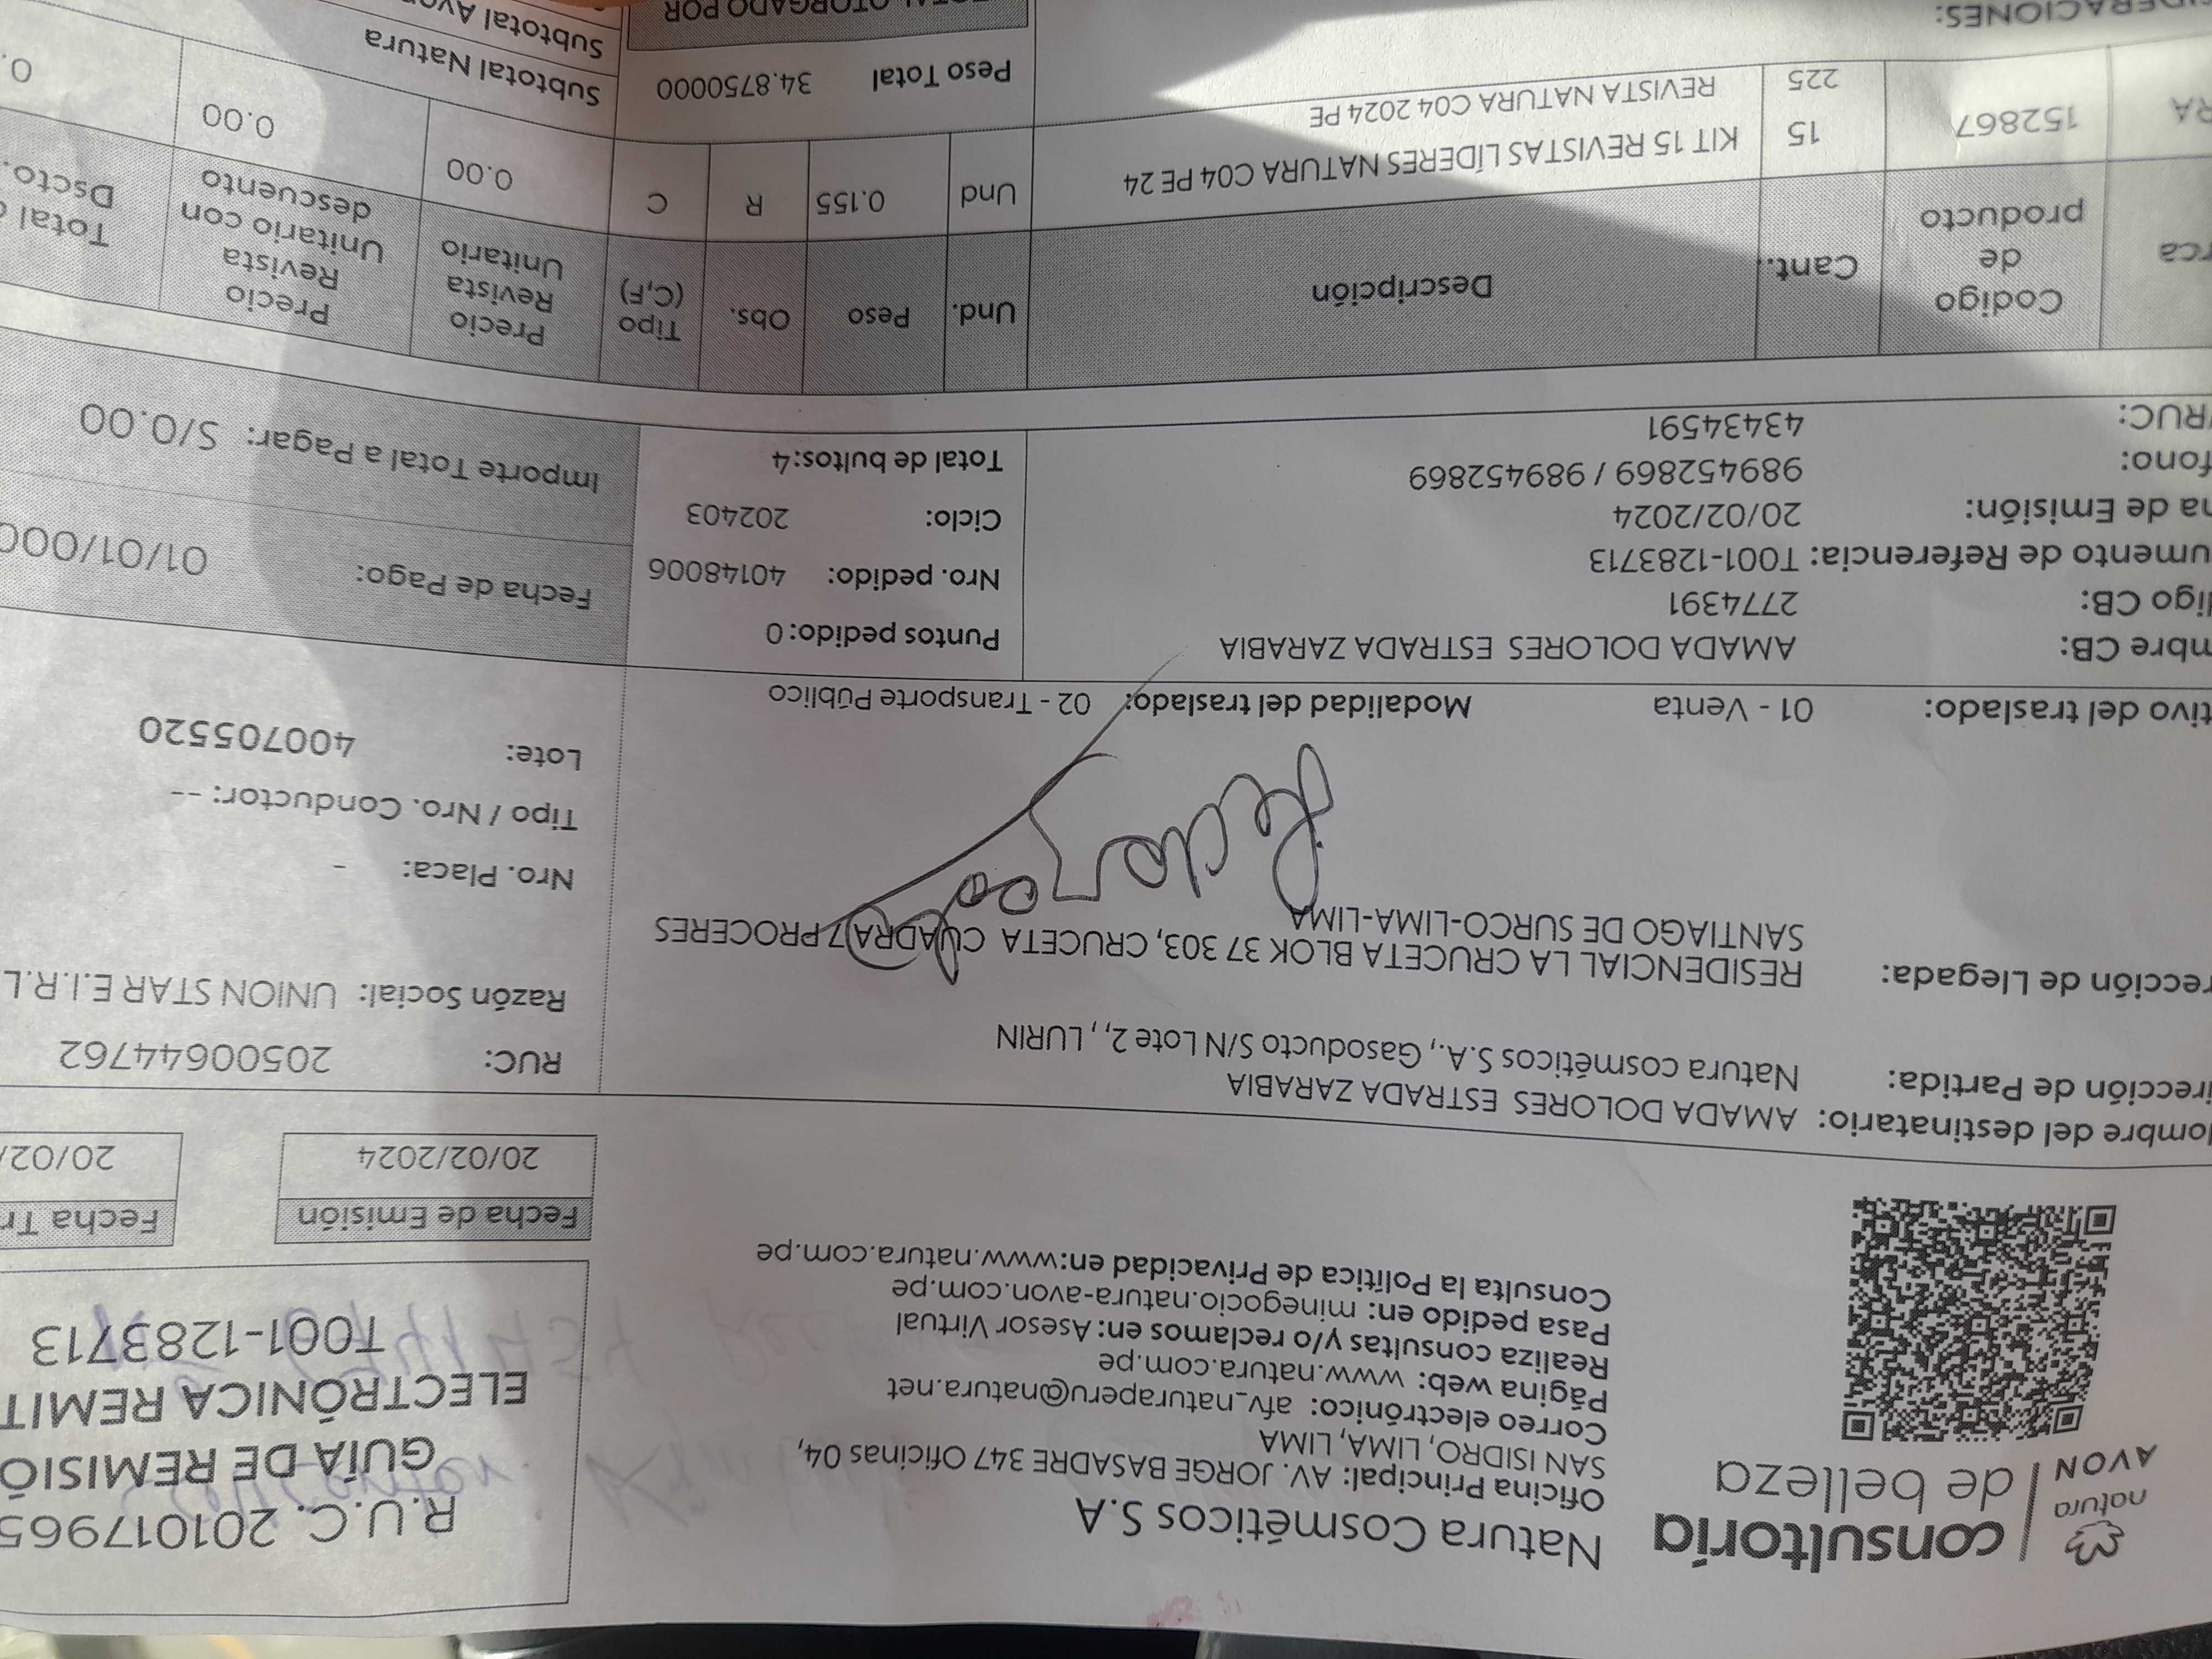 natura
AVON
consultoría
de belleza
Natura Cosméticos S.A
Oficina Principal: AV. JORGE BASADRE 347 Oficinas 04,
SAN ISIDRO, LIMA, LIMA
Correo electrónico: afv_naturaperu@natura.net
Página web: www.natura.com.pe
Realiza consultas y/o reclamos en: Asesor Virtual
Pasa pedido en: minegocio.natura-avon.com.pe
Consulta la Política de Privacidad en:www.natura.com.pe
R.U.C. 201017965
GUÍA DE REMISIÓ
ELECTRÓNICA REMIT
T001-1283713
Fecha de Emisión
20/02/2024
Fecha Tr
20/02/
ombre del destinatario: AMADA DOLORES ESTRADA ZARABIA
irección de Partida: Natura cosméticos S.A., Gasoducto S/N Lote 2, , LURIN
rección de Llegada: RESIDENCIAL LA CRUCETA BLOK 37 303, CRUCETA CUADRA 7 PROCERES
SANTIAGO DE SURCO-LIMA-LIMA
RUC: 20500644762
Razón Social: UNION STAR E.I.R.L
Nro. Placa: -
Tipo / Nro. Conductor: --
Lote: 400705520
tivo del traslado: 01 - Venta Modalidad del traslado: 02 - Transporte Público
mbre CB: AMADA DOLORES ESTRADA ZARABIA
digo CB: 2774391
umento de Referencia: T001-1283713
ha de Emisión: 20/02/2024
fono: 989452869 / 989452869
RUC: 43434591
Puntos pedido: 0
Nro. pedido: 40148006
Ciclo: 202403
Total de bultos: 4
Fecha de Pago: 01/01/000
Importe Total a Pagar: S/0.00
rca
Codigo de producto
Cant.
Descripción
Und.
Peso
Obs.
Tipo (C,F)
Precio Revista Unitario
Precio Revista Unitario con descuento
Total
Dscto.
RA 152867 15 KIT 15 REVISTAS LÍDERES NATURA C04 PE 24 Und 0.155 R C 0.00 0.00 0.
225 REVISTA NATURA C04 2024 PE
Peso Total 34.8750000
Subtotal Natura
Subtotal Avo
IDERACIONES:
TOTAL OTORGADO POR